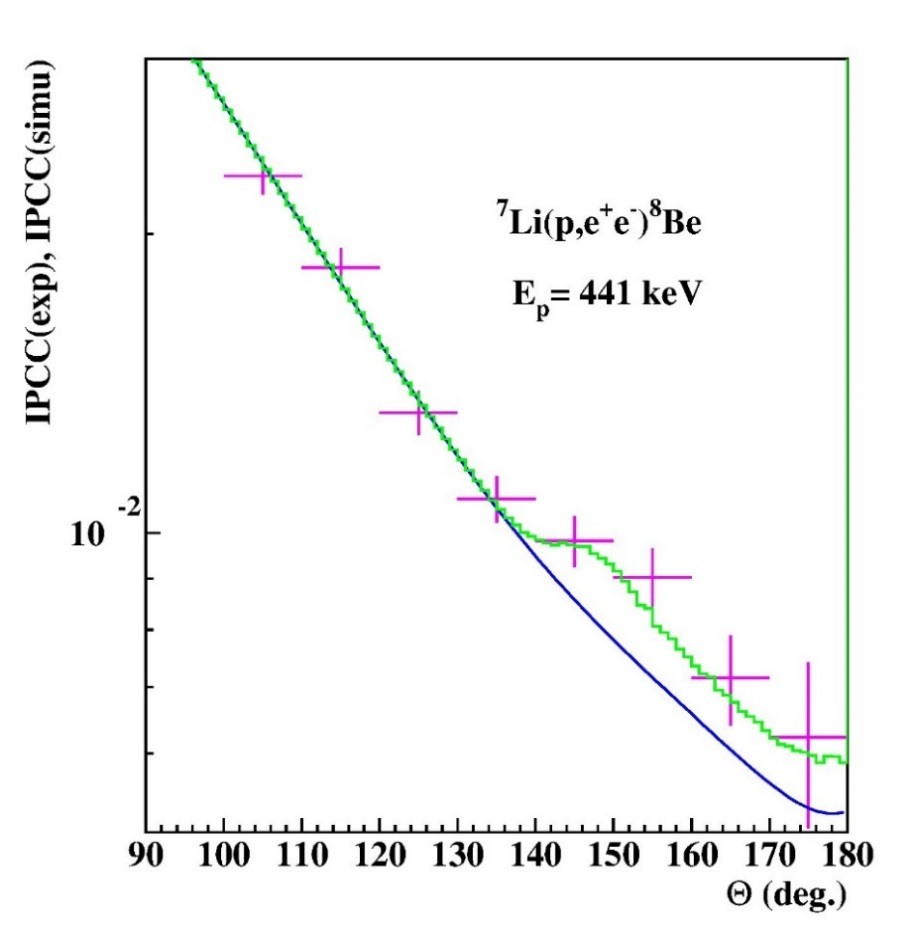 IPCC(exp), IPCC(simu)
⁷Li(p,e⁺e⁻)⁸Be
Eₚ= 441 keV
10⁻²
90 100 110 120 130 140 150 160 170 180
Θ (deg.)